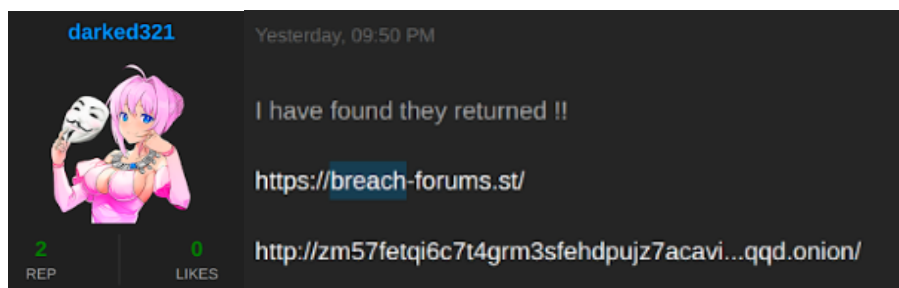 darked321
Yesterday, 09:50 PM
I have found they returned !!
https://breach-forums.st/
http://zm57fetqi6c7t4grm3sfehdpujz7acavi...qqd.onion/
2 0
REP LIKES